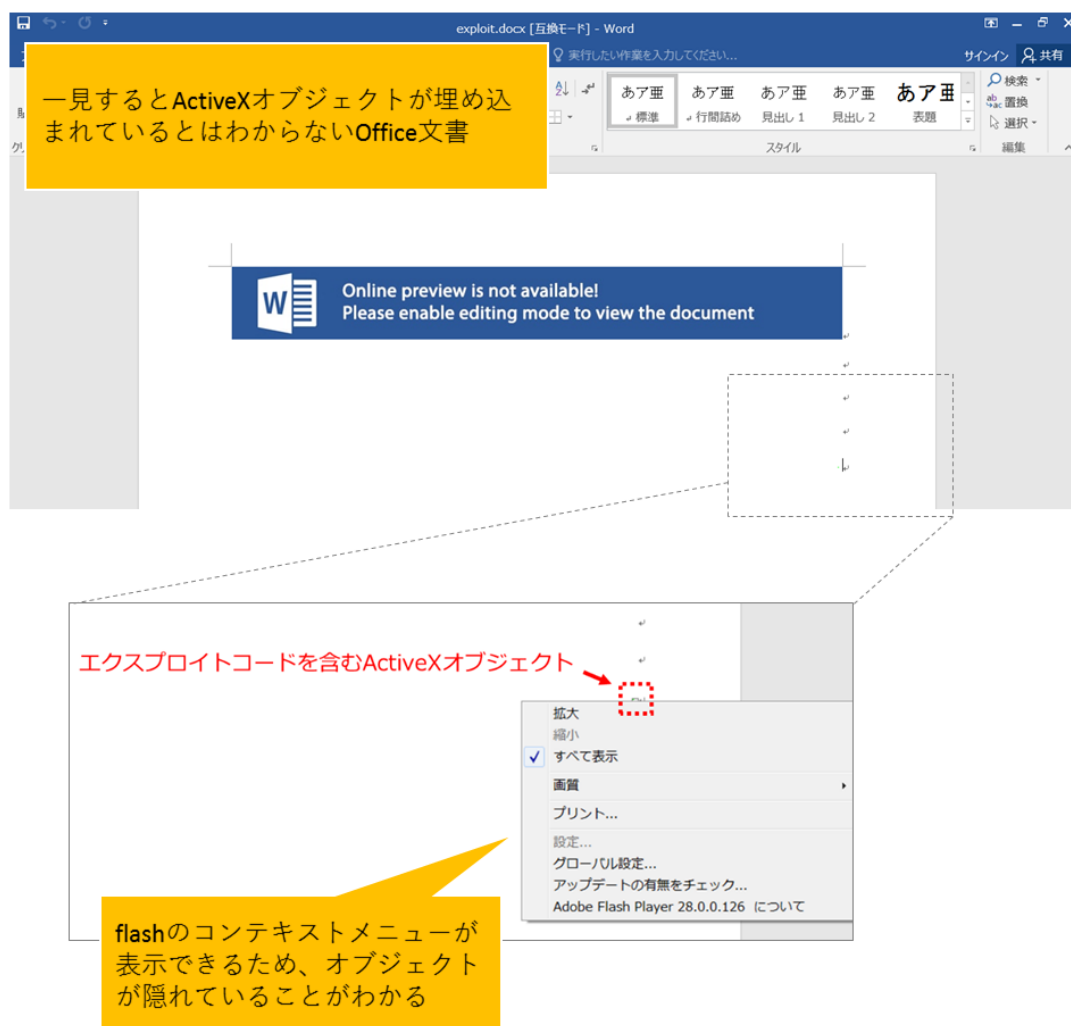 exploit.docx [互換モード] - Word
実行したい作業を入力してください...
サインイン
共有
一見するとActiveXオブジェクトが埋め込
まれているとはわからないOffice文書
あア亜
あア亜
あア亜
あア亜
あア亜
標準
行間詰め
見出し 1
見出し 2
表題
スタイル
検索
置換
選択
編集
W
Online preview is not available!
Please enable editing mode to view the document
エクスプロイトコードを含むActiveXオブジェクト
拡大
縮小
すべて表示
画質
プリント...
設定...
グローバル設定...
アップデートの有無をチェック...
Adobe Flash Player 28.0.0.126 について
flashのコンテキストメニューが
表示できるため、オブジェクト
が隠れていることがわかる